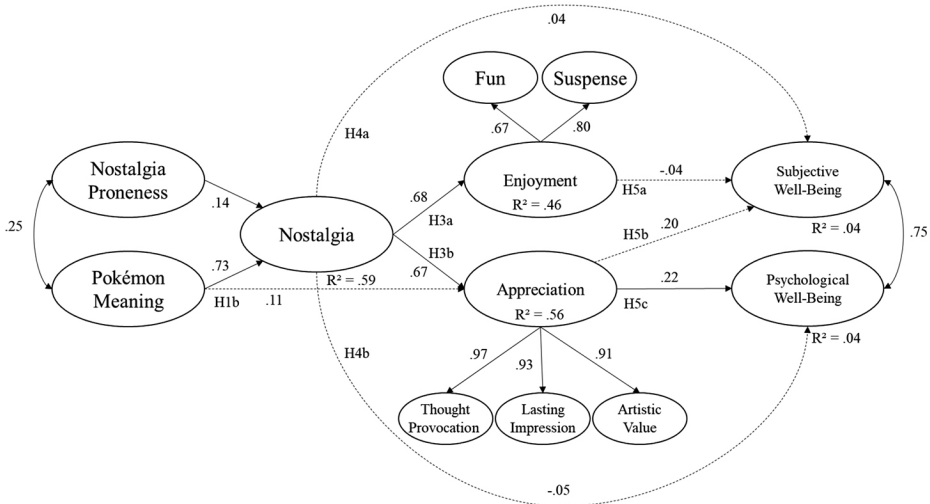 .04
Fun
Suspense
.67
.80
H4a
Nostalgia
Proneness
Enjoyment
R² = .46
-.04
H5a
Subjective
Well-Being
R² = .04
.14
.68
H3a
.25
Nostalgia
R² = .59
H5b
.20
.75
H3b
.67
Pokémon
Meaning
.73
H1b
.11
Appreciation
R² = .56
.22
H5c
Psychological
Well-Being
R² = .04
H4b
.97
.93
.91
Thought
Provocation
Lasting
Impression
Artistic
Value
-.05